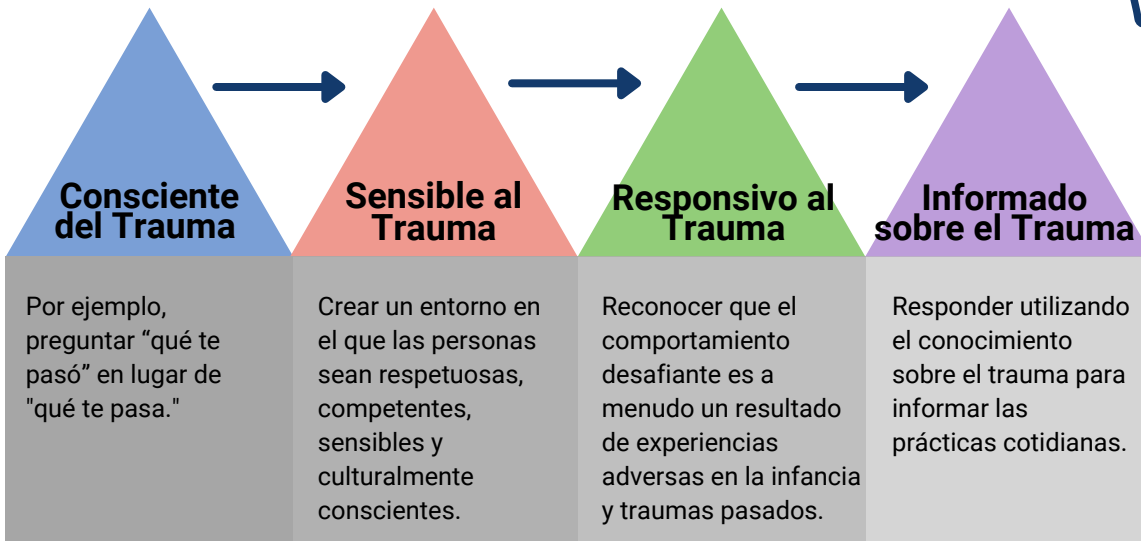 Consciente
del Trauma
Sensible al
Trauma
Responsivo al
Trauma
Informado
sobre el Trauma
Por ejemplo,
preguntar “qué te
pasó” en lugar de
"qué te pasa."
Crear un entorno en
el que las personas
sean respetuosas,
competentes,
sensibles y
culturalmente
conscientes.
Reconocer que el
comportamiento
desafiante es a
menudo un resultado
de experiencias
adversas en la infancia
y traumas pasados.
Responder utilizando
el conocimiento
sobre el trauma para
informar las
prácticas cotidianas.